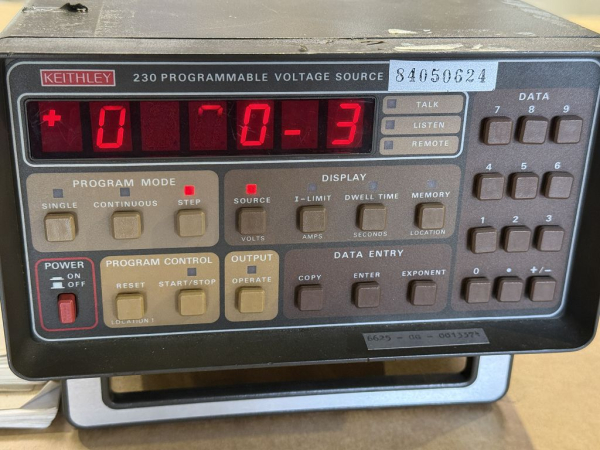 KEITHLEY 230 PROGRAMMABLE VOLTAGE SOURCE 84050624
TALK
LISTEN
REMOTE
DATA
7 8 9
4 5 6
1 2 3
0 • +/−
PROGRAM MODE
SINGLE CONTINUOUS STEP
DISPLAY
SOURCE I-LIMIT DWELL TIME MEMORY
VOLTS AMPS SECONDS LOCATION
POWER
ON
OFF
PROGRAM CONTROL
RESET START/STOP
LOCATION 1
OUTPUT
OPERATE
DATA ENTRY
COPY ENTER EXPONENT